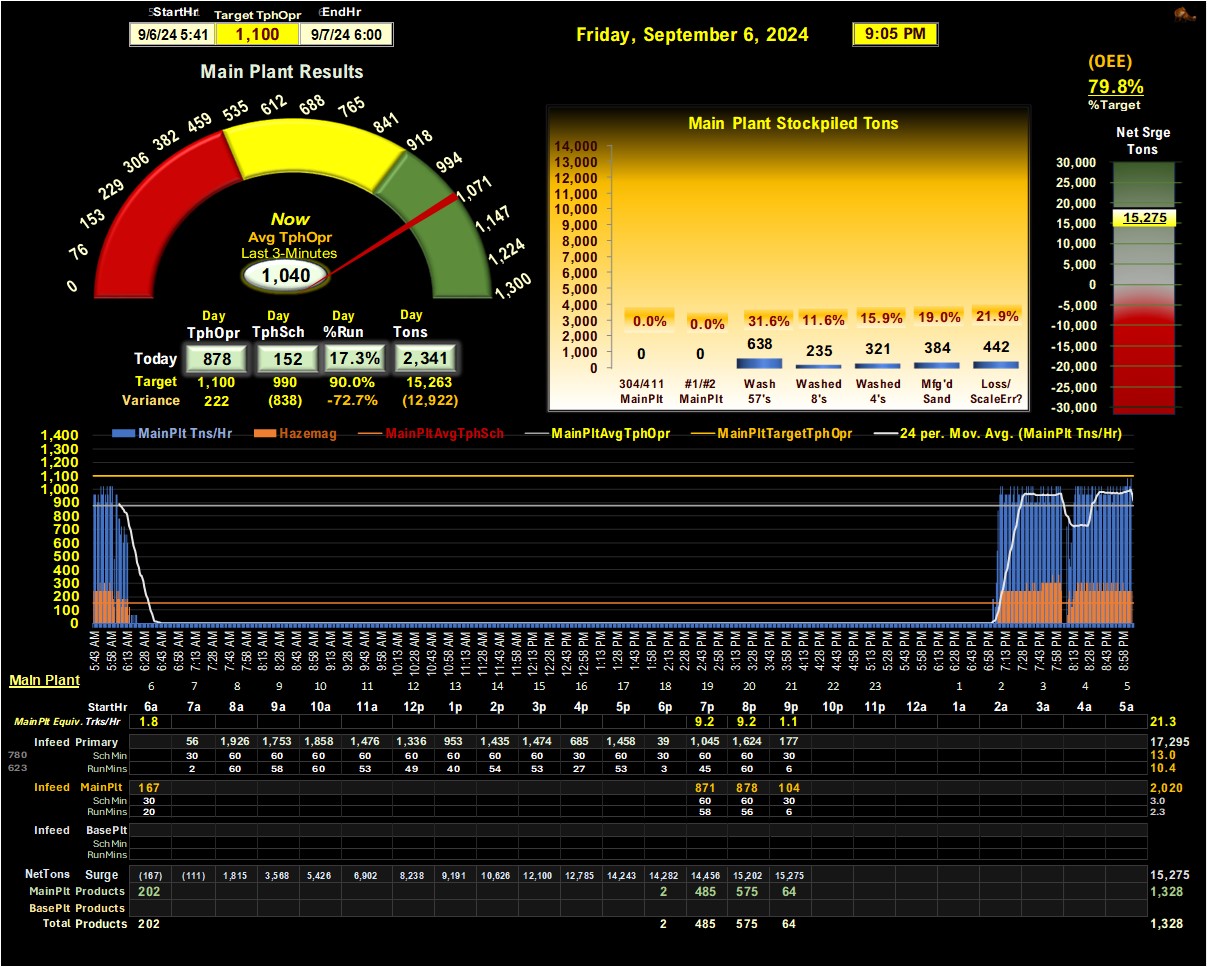 StartHr Target TphOpr EndHr
9/6/24 5:41 1,100 9/7/24 6:00
Friday, September 6, 2024 9:05 PM
(OEE)
79.8%
%Target
Main Plant Results
0 76 153 229 306 382 459 535 612 688 765 841 918 994 1,071 1,147 1,224 1,300
Now
Avg TphOpr
Last 3-Minutes
1,040
Day Day Day Day
TphOpr TphSch %Run Tons
Today 878 152 17.3% 2,341
Target 1,100 990 90.0% 15,263
Variance 222 (838) -72.7% (12,922)
Main Plant Stockpiled Tons
14,000
13,000
12,000
11,000
10,000
9,000
8,000
7,000
6,000
5,000
4,000
3,000
2,000
1,000
0
0.0% 0.0% 31.6% 11.6% 15.9% 19.0% 21.9%
0 0 638 235 321 384 442
304/411 #1/#2 Wash Washed Washed Mfg'd Loss/
MainPlt MainPlt 57's 8's 4's Sand ScaleErr?
Net Srge
Tons
30,000
25,000
20,000
15,275
15,000
10,000
5,000
0
-5,000
-10,000
-15,000
-20,000
-25,000
-30,000
MainPlt Tns/Hr Hazemag MainPltAvgTphSch MainPltAvgTphOpr MainPltTargetTphOpr 24 per. Mov. Avg. (MainPlt Tns/Hr)
1,400
1,300
1,200
1,100
1,000
900
800
700
600
500
400
300
200
100
0
5:43 AM 5:58 AM 6:13 AM 6:28 AM 6:43 AM 6:58 AM 7:13 AM 7:28 AM 7:43 AM 7:58 AM 8:13 AM 8:28 AM 8:43 AM 8:58 AM 9:13 AM 9:28 AM 9:43 AM 9:58 AM 10:13 AM 10:28 AM 10:43 AM 10:58 AM 11:13 AM 11:28 AM 11:43 AM 11:58 AM 12:13 PM 12:28 PM 12:43 PM 12:58 PM 1:13 PM 1:28 PM 1:43 PM 1:58 PM 2:13 PM 2:28 PM 2:43 PM 2:58 PM 3:13 PM 3:28 PM 3:43 PM 3:58 PM 4:13 PM 4:28 PM 4:43 PM 4:58 PM 5:13 PM 5:28 PM 5:43 PM 5:58 PM 6:13 PM 6:28 PM 6:43 PM 6:58 PM 7:13 PM 7:28 PM 7:43 PM 7:58 PM 8:13 PM 8:28 PM 8:43 PM 8:58 PM
Main Plant 6 7 8 9 10 11 12 13 14 15 16 17 18 19 20 21 22 23 1 2 3 4 5
StartHr 6a 7a 8a 9a 10a 11a 12p 1p 2p 3p 4p 5p 6p 7p 8p 9p 10p 11p 12a 1a 2a 3a 4a 5a
MainPlt Equiv. Trks/Hr 1.8 9.2 9.2 1.1 21.3
Infeed Primary 56 1,926 1,753 1,858 1,476 1,336 953 1,435 1,474 685 1,458 39 1,045 1,624 177 17,295
780 SchMin 30 60 60 60 60 60 60 60 60 30 60 30 60 60 30 13.0
623 RunMins 2 60 58 60 53 49 40 54 53 27 53 3 45 60 6 10.4
Infeed MainPlt 167 871 878 104 2,020
SchMin 30 60 60 30 3.0
RunMins 20 58 56 6 2.3
Infeed BasePlt
SchMin
RunMins
NetTons Surge (167) (111) 1,815 3,568 5,426 6,902 8,238 9,191 10,626 12,100 12,785 14,243 14,282 14,456 15,202 15,275 15,275
MainPlt Products 202 2 485 575 64 1,328
BasePlt Products
Total Products 202 2 485 575 64 1,328